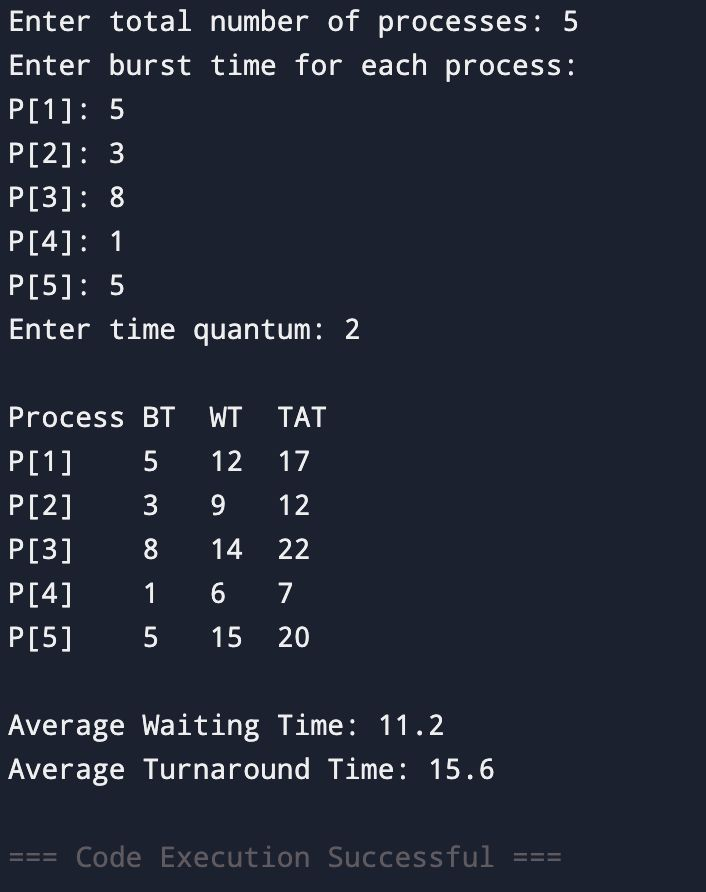 Enter total number of processes: 5
Enter burst time for each process:
P[1]: 5
P[2]: 3
P[3]: 8
P[4]: 1
P[5]: 5
Enter time quantum: 2

Process BT  WT  TAT
P[1]    5   12  17
P[2]    3   9   12
P[3]    8   14  22
P[4]    1   6   7
P[5]    5   15  20

Average Waiting Time: 11.2
Average Turnaround Time: 15.6

=== Code Execution Successful ===